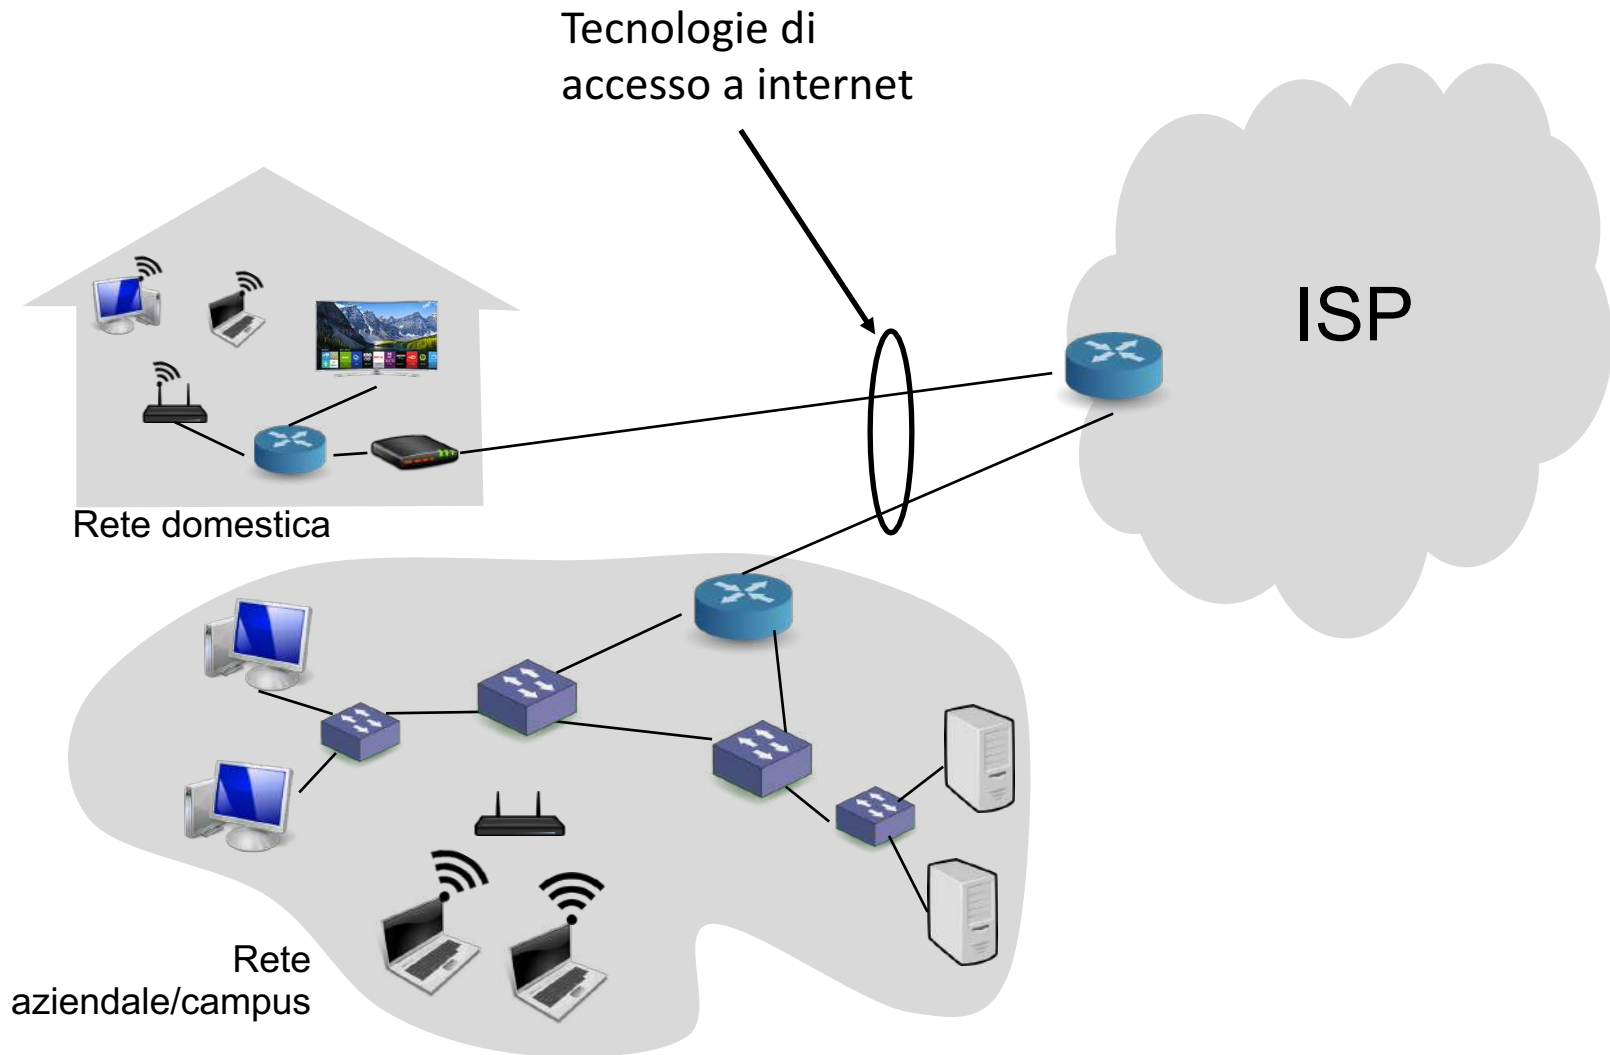 Tecnologie di
accesso a internet
ISP
Rete domestica
Rete
aziendale/campus